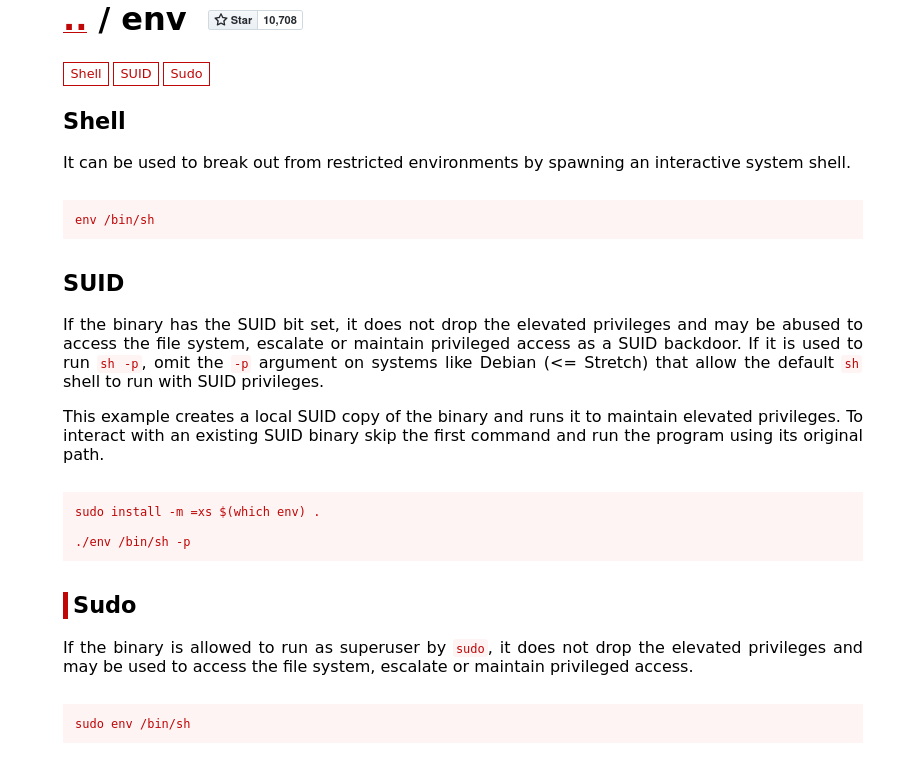 .. / env Star 10,708
Shell SUID Sudo
Shell
It can be used to break out from restricted environments by spawning an interactive system shell.
env /bin/sh
SUID
If the binary has the SUID bit set, it does not drop the elevated privileges and may be abused to
access the file system, escalate or maintain privileged access as a SUID backdoor. If it is used to
run sh -p, omit the -p argument on systems like Debian (<= Stretch) that allow the default sh
shell to run with SUID privileges.
This example creates a local SUID copy of the binary and runs it to maintain elevated privileges. To
interact with an existing SUID binary skip the first command and run the program using its original
path.
sudo install -m =xs $(which env) .
./env /bin/sh -p
Sudo
If the binary is allowed to run as superuser by sudo, it does not drop the elevated privileges and
may be used to access the file system, escalate or maintain privileged access.
sudo env /bin/sh